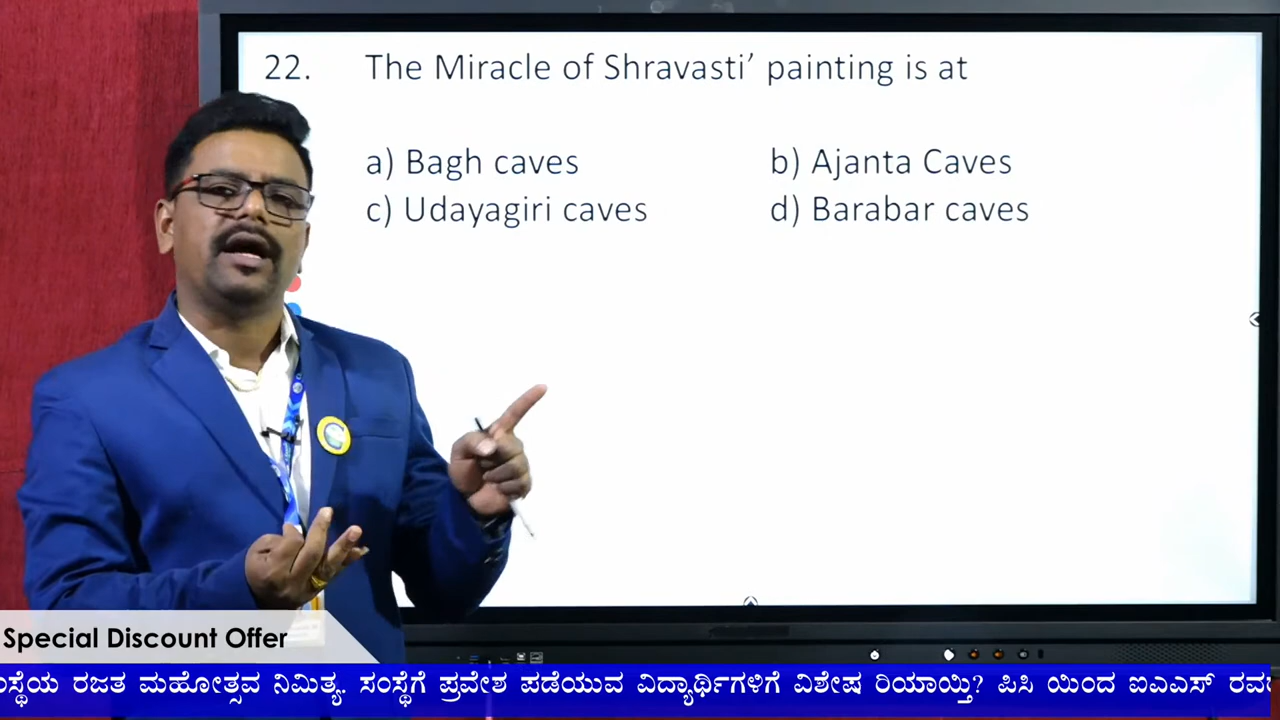 22. The Miracle of Shravasti’ painting is at
a) Bagh caves b) Ajanta Caves
c) Udayagiri caves d) Barabar caves
Special Discount Offer
ರಜತ ಮಹೋತ್ಸವ ನಿಮಿತ್ಯ. ಸಂಸ್ಥೆಗೆ ಪ್ರವೇಶ ಪಡೆಯುವ ವಿದ್ಯಾರ್ಥಿಗಳಿಗೆ ವಿಶೇಷ ರಿಯಾಯ್ತಿ? ಪಿಸಿ ಯಿಂದ ಐಎಎಸ್